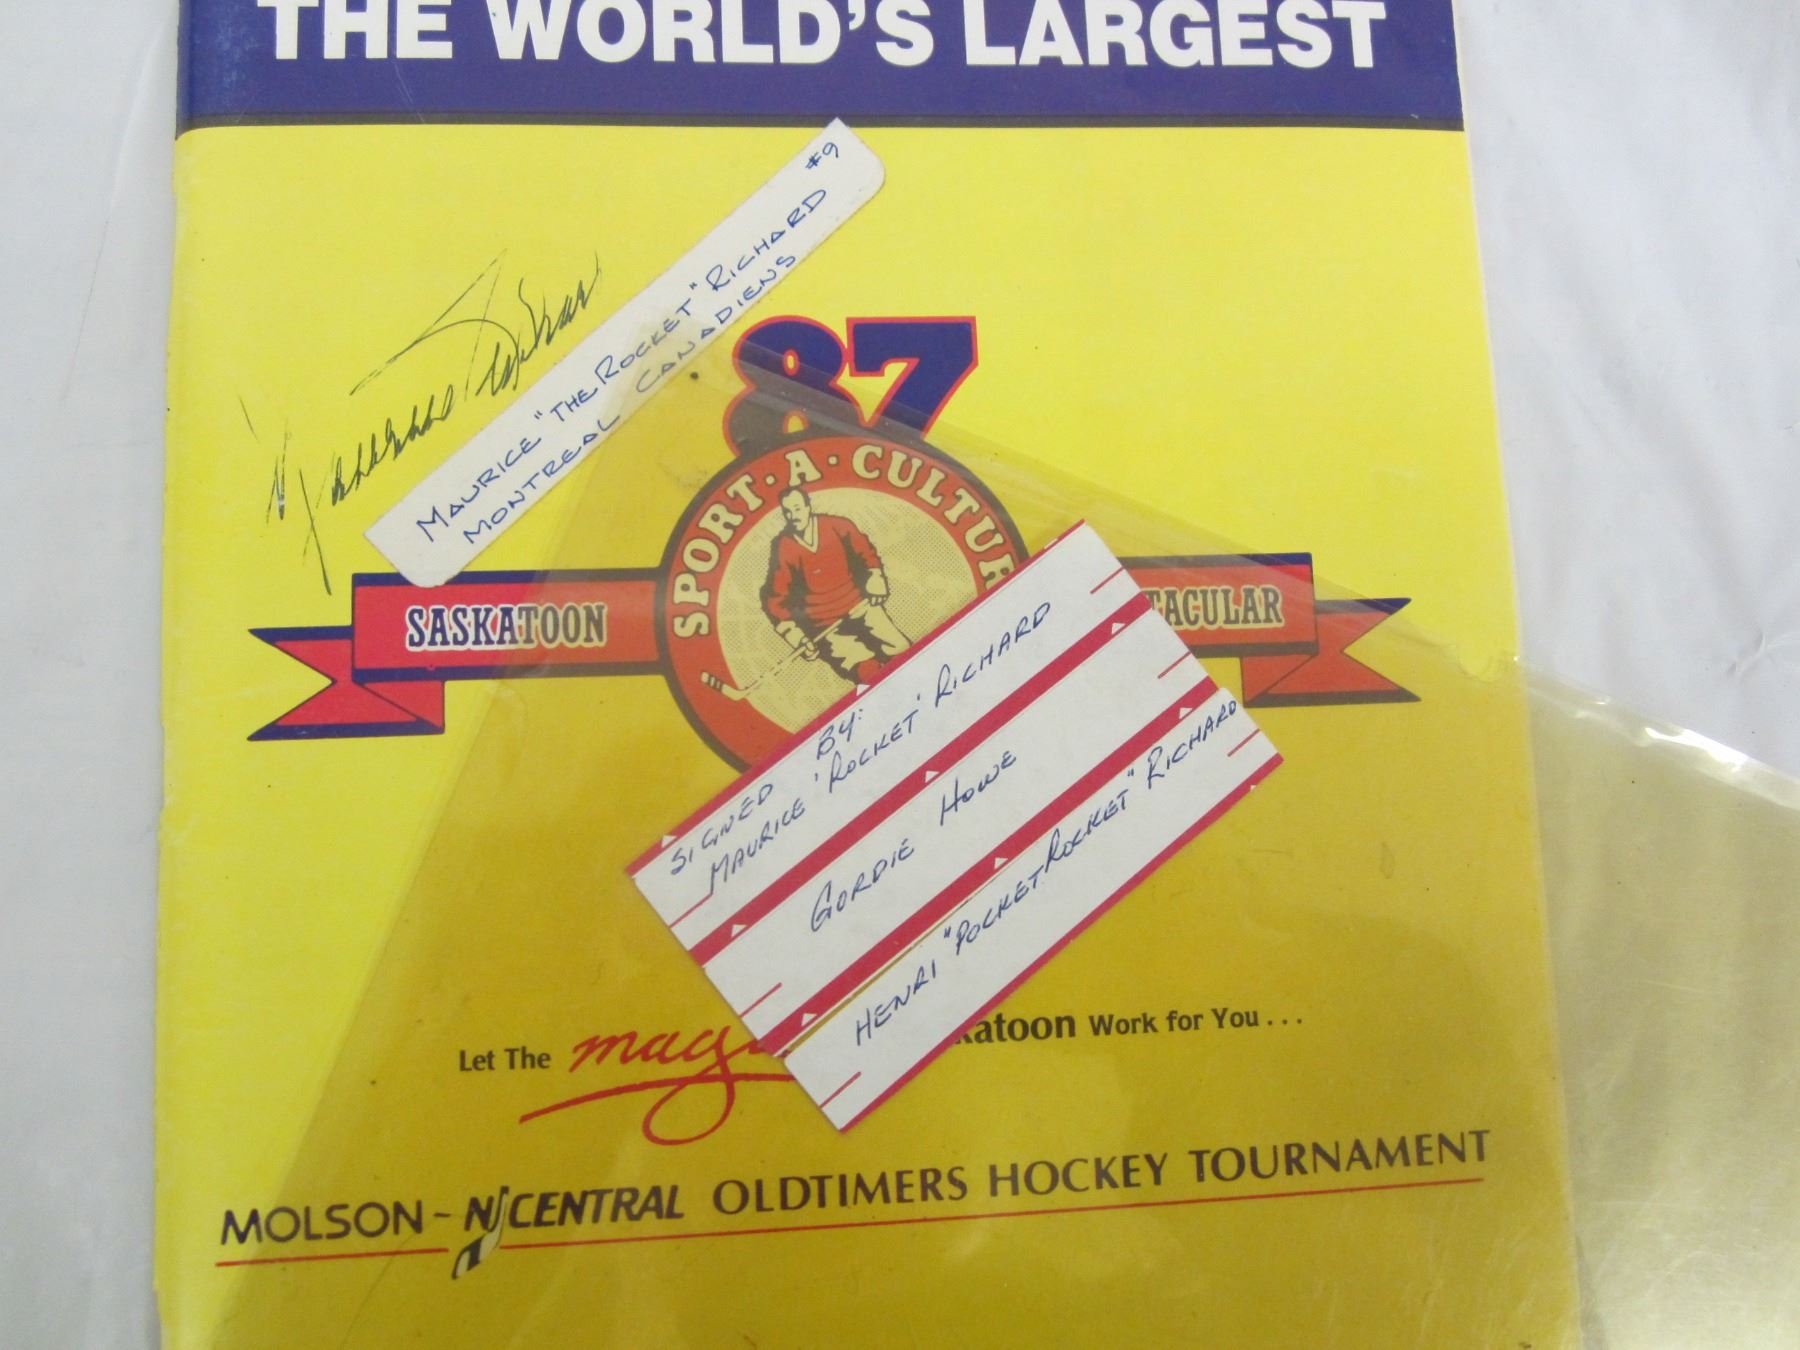 THE WORLD'S LARGEST
#9
MAURICE "THE ROCKET" RICHARD
MONTREAL CANADIENS
87
SPORT·A·CULTUR
SASKATOON
TACULAR
SIGNED BY:
MAURICE 'ROCKET' RICHARD
GORDIE HOWE
HENRI "POCKET ROCKET" RICHARD
Let The magi katoon Work for You...
MOLSON ~ CENTRAL OLDTIMERS HOCKEY TOURNAMENT